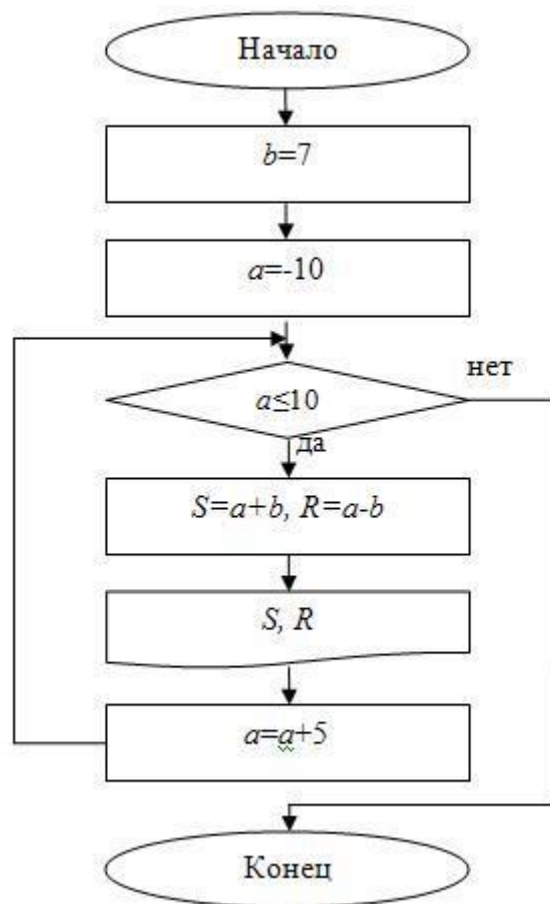 Начало
b=7
a=-10
нет
a≤10
да
S=a+b, R=a-b
S, R
a=a+5
Конец